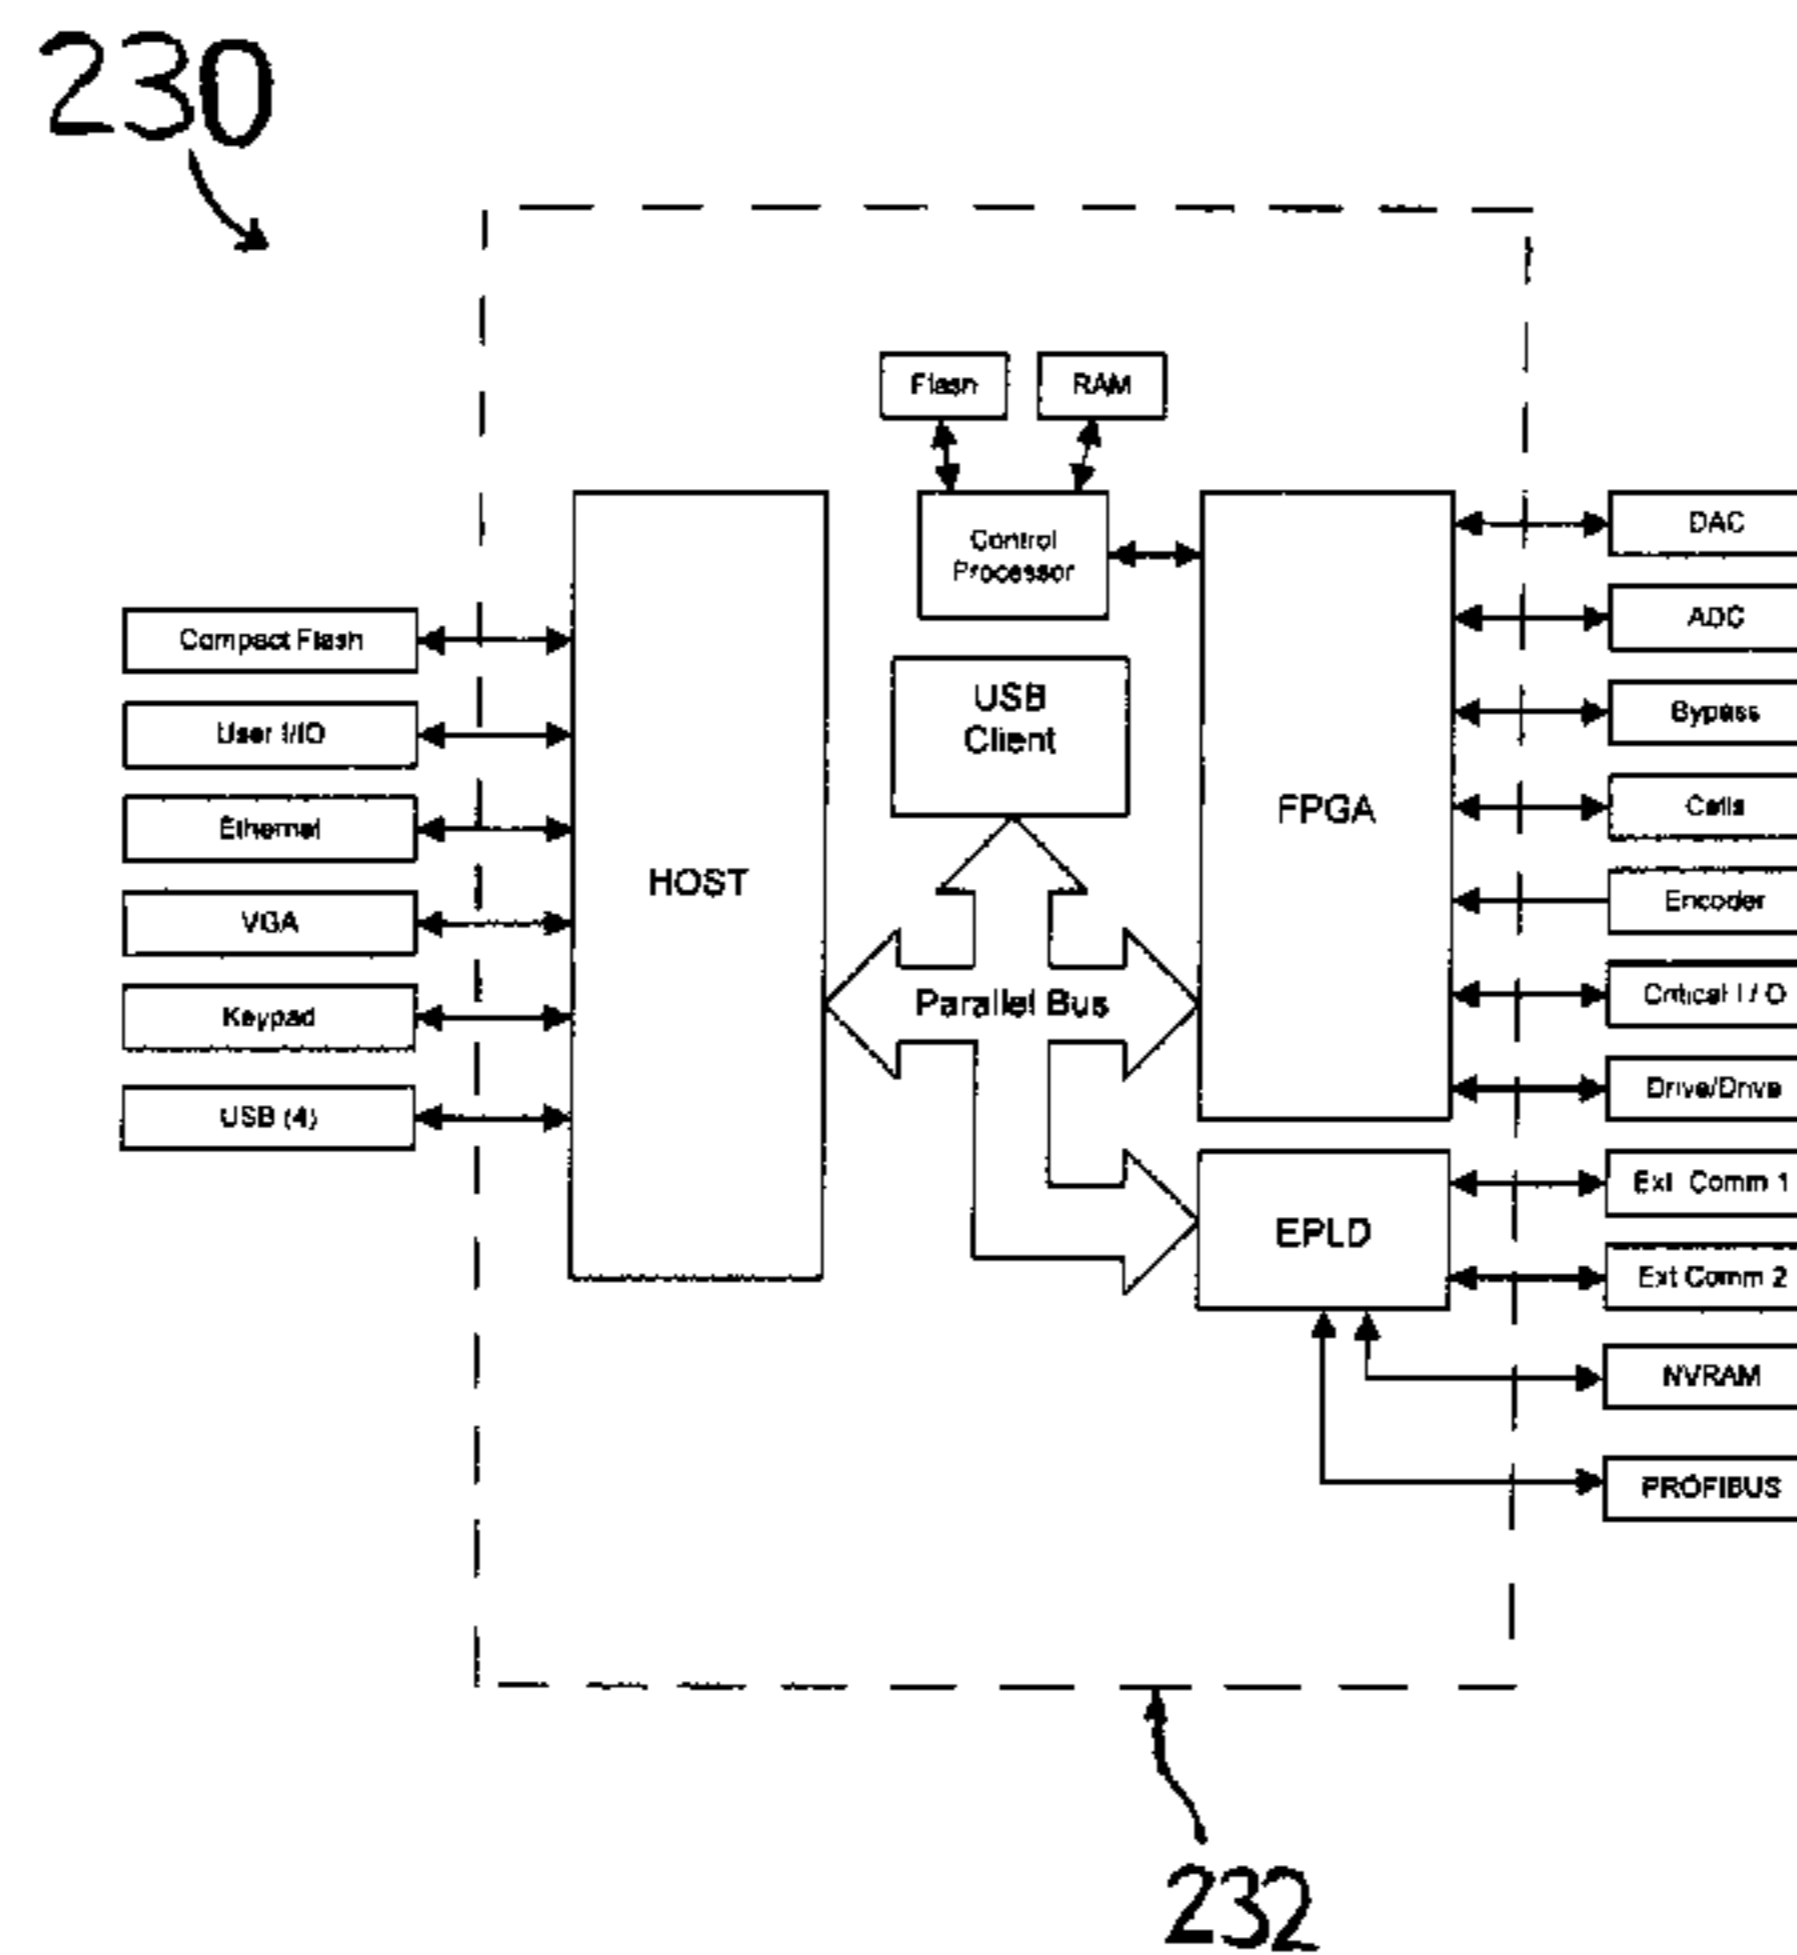 230
Flash
RAM
Control
Processor
DAC
ADC
Compact Flash
USB
Client
Bypass
User I/IO
FPGA
Cells
Ethernet
HOST
Encoder
VGA
Parallel Bus
Critical I / O
Keypad
Drive/Drive
USB (4)
Ext Comm 1
EPLD
Ext Comm 2
NVRAM
PROFIBUS
232